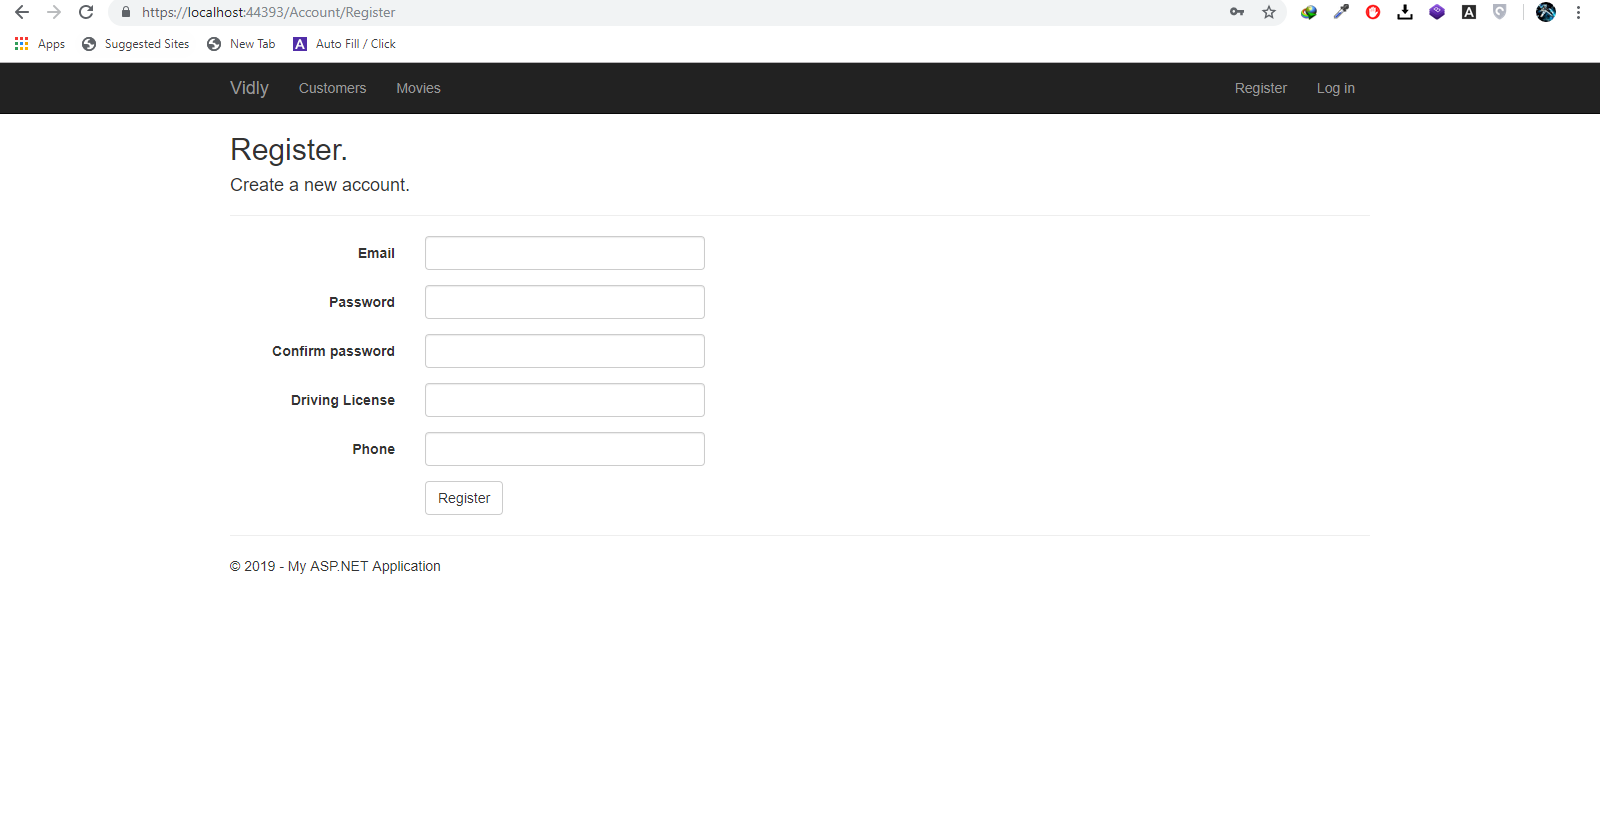 https://localhost:44393/Account/Register
Apps Suggested Sites New Tab A Auto Fill / Click
Vidly Customers Movies Register Log in
Register.
Create a new account.
Email
Password
Confirm password
Driving License
Phone
Register
© 2019 - My ASP.NET Application